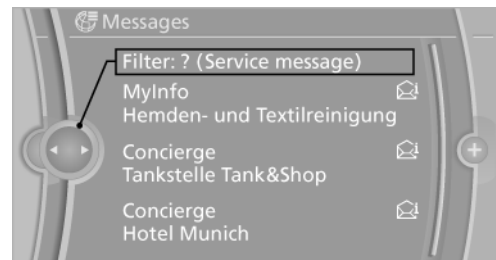 Messages
Filter: ? (Service message)
MyInfo
Hemden- und Textilreinigung
Concierge
Tankstelle Tank&Shop
Concierge
Hotel Munich